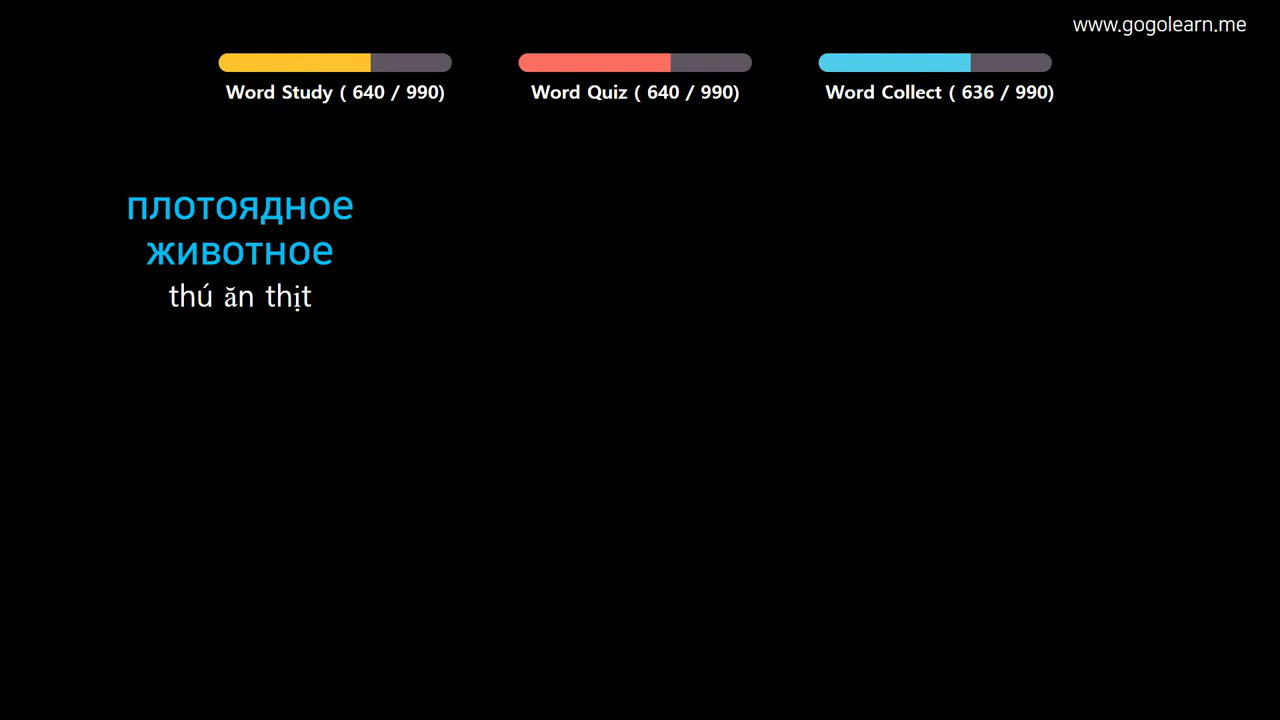 www.gogolearn.me
Word Study ( 640 / 990)
Word Quiz ( 640 / 990)
Word Collect ( 636 / 990)
плотоядное
животное
thú ăn thịt